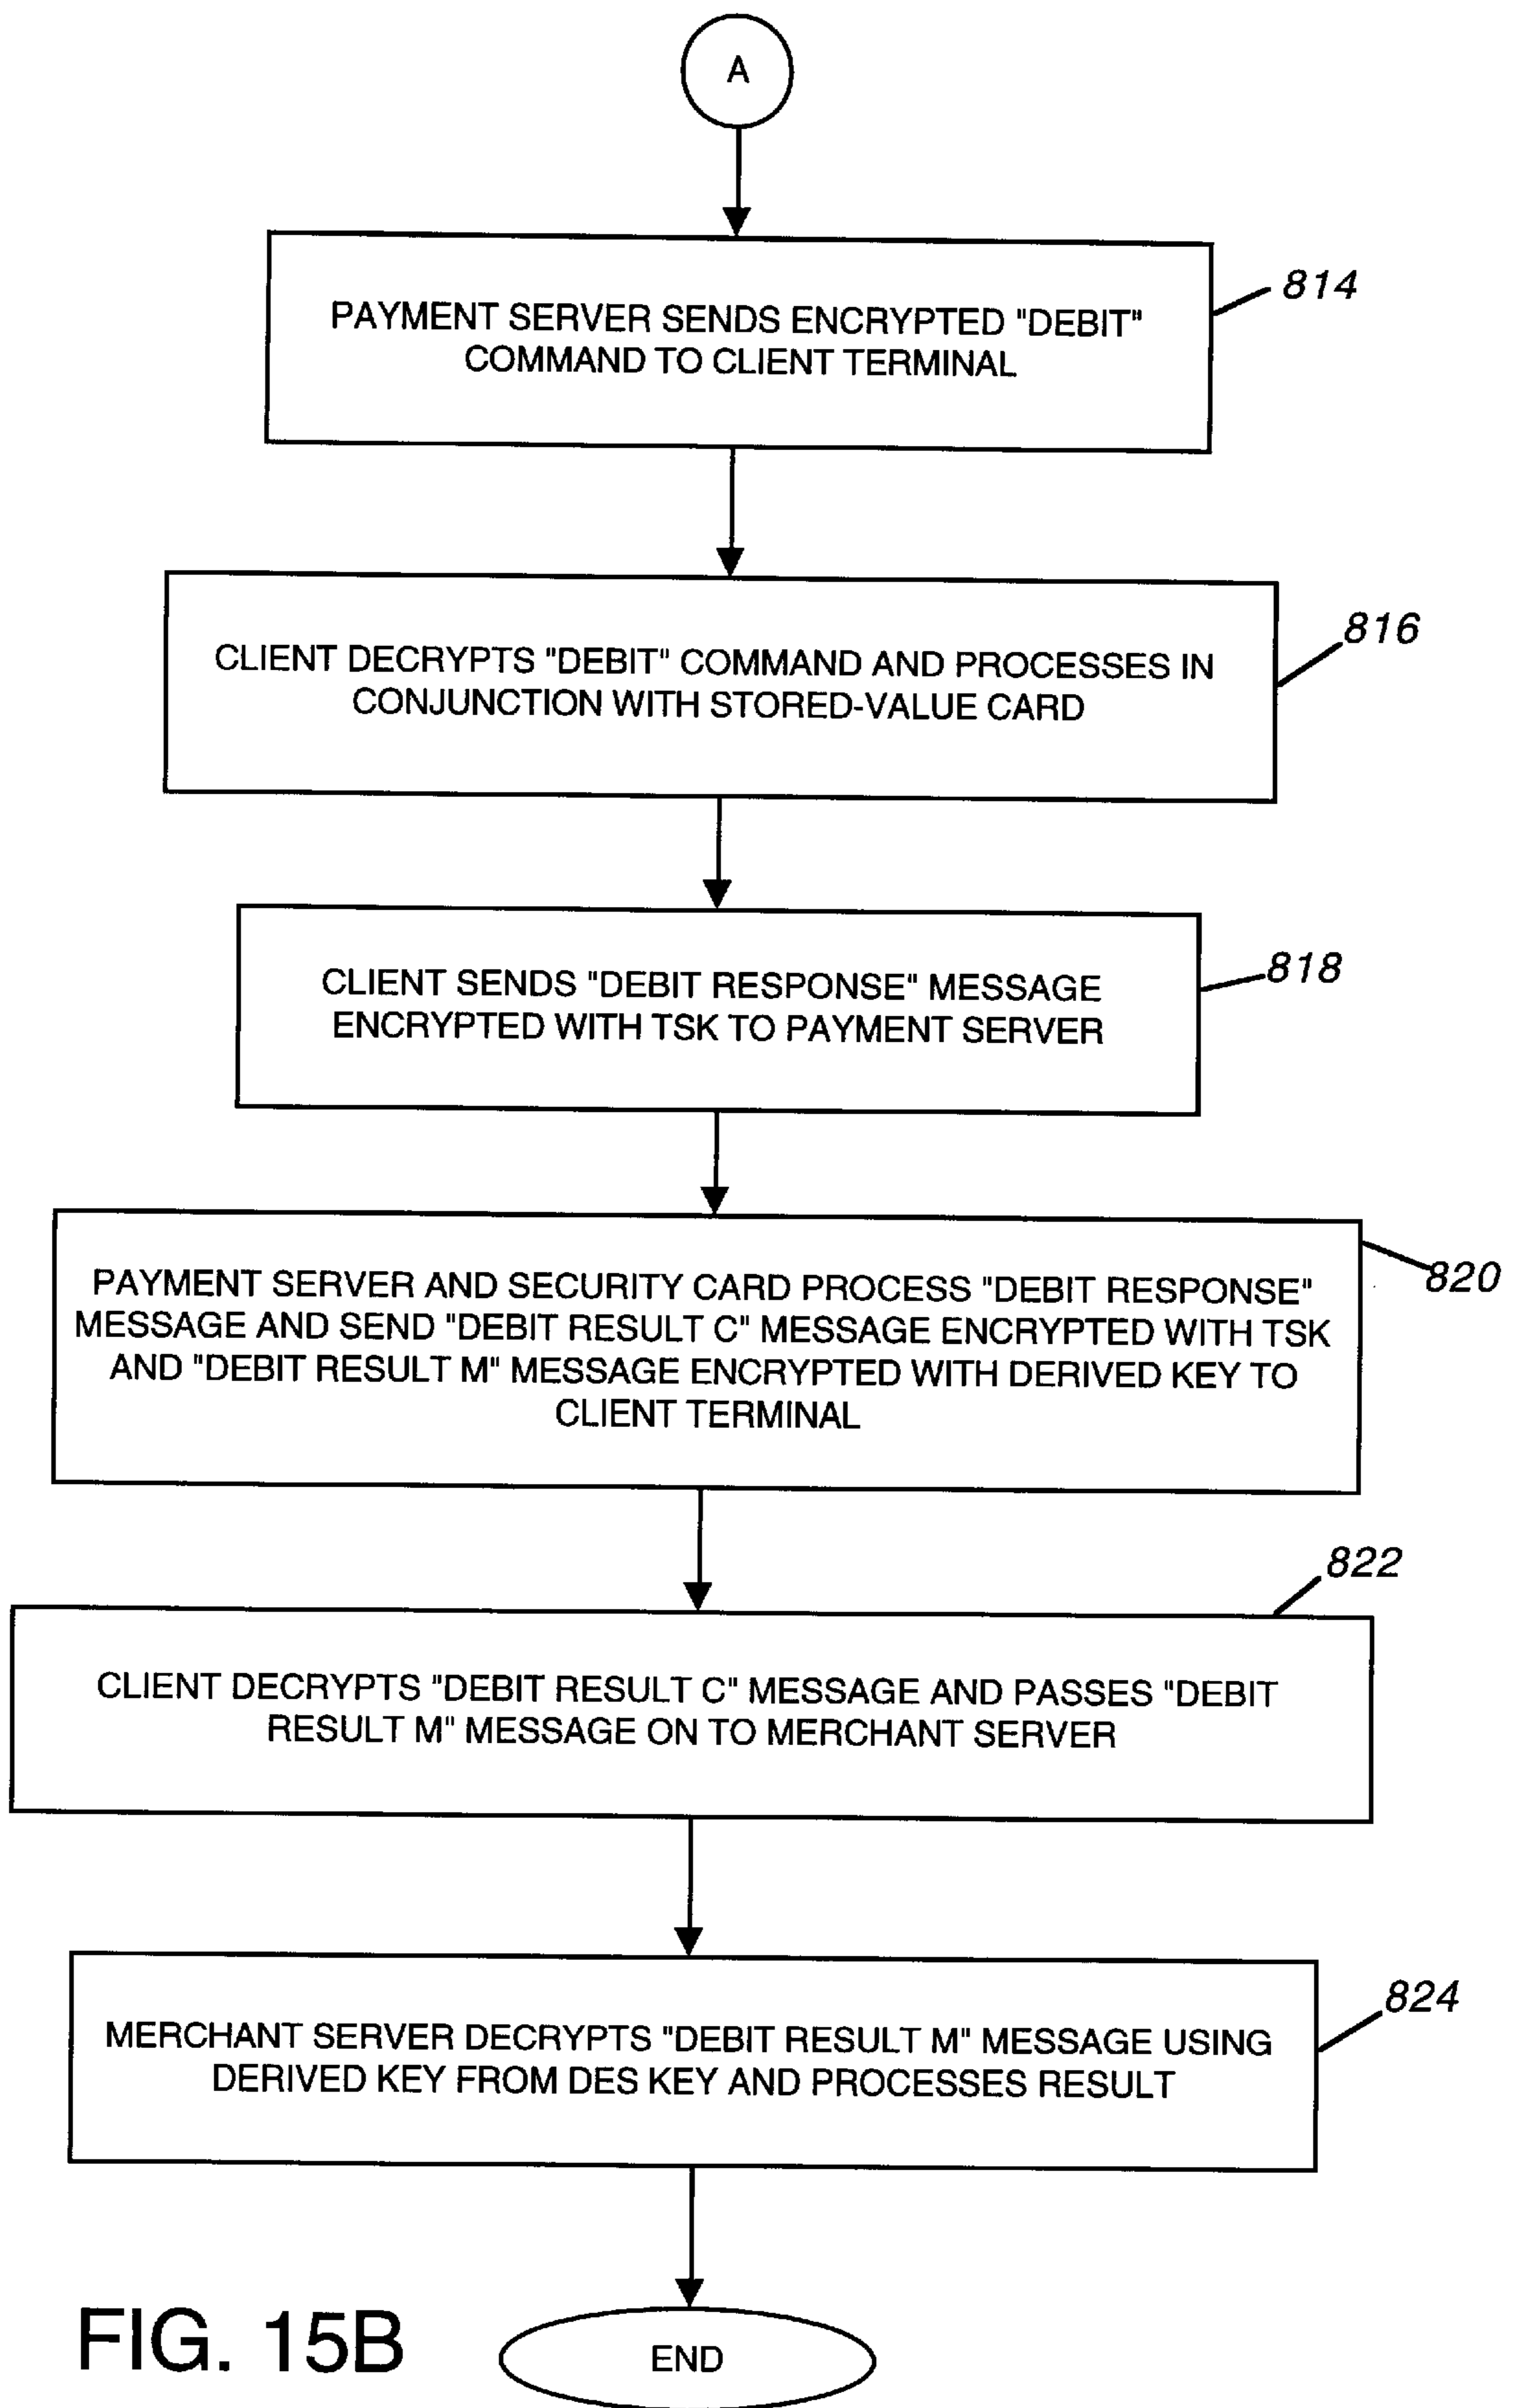 A
814
PAYMENT SERVER SENDS ENCRYPTED "DEBIT"
COMMAND TO CLIENT TERMINAL
816
CLIENT DECRYPTS "DEBIT" COMMAND AND PROCESSES IN
CONJUNCTION WITH STORED-VALUE CARD
818
CLIENT SENDS "DEBIT RESPONSE" MESSAGE
ENCRYPTED WITH TSK TO PAYMENT SERVER
820
PAYMENT SERVER AND SECURITY CARD PROCESS "DEBIT RESPONSE"
MESSAGE AND SEND "DEBIT RESULT C" MESSAGE ENCRYPTED WITH TSK
AND "DEBIT RESULT M" MESSAGE ENCRYPTED WITH DERIVED KEY TO
CLIENT TERMINAL
822
CLIENT DECRYPTS "DEBIT RESULT C" MESSAGE AND PASSES "DEBIT
RESULT M" MESSAGE ON TO MERCHANT SERVER
824
MERCHANT SERVER DECRYPTS "DEBIT RESULT M" MESSAGE USING
DERIVED KEY FROM DES KEY AND PROCESSES RESULT
FIG. 15B
END